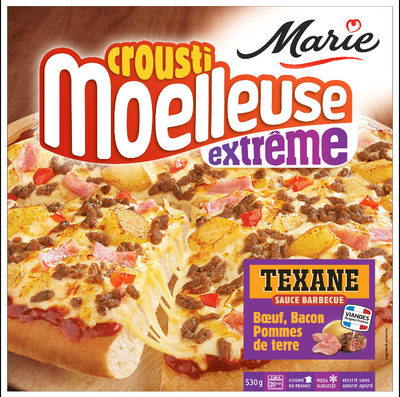 Marie
crousti
Moelleuse
extrême
TEXANE
SAUCE BARBECUE
Bœuf, Bacon
Pommes
de terre
VIANDES
530g
20
CUISINÉ
EN FRANCE
PIZZA
SURGELÉE
RECETTE SANS
ADDITIF AJOUTÉ